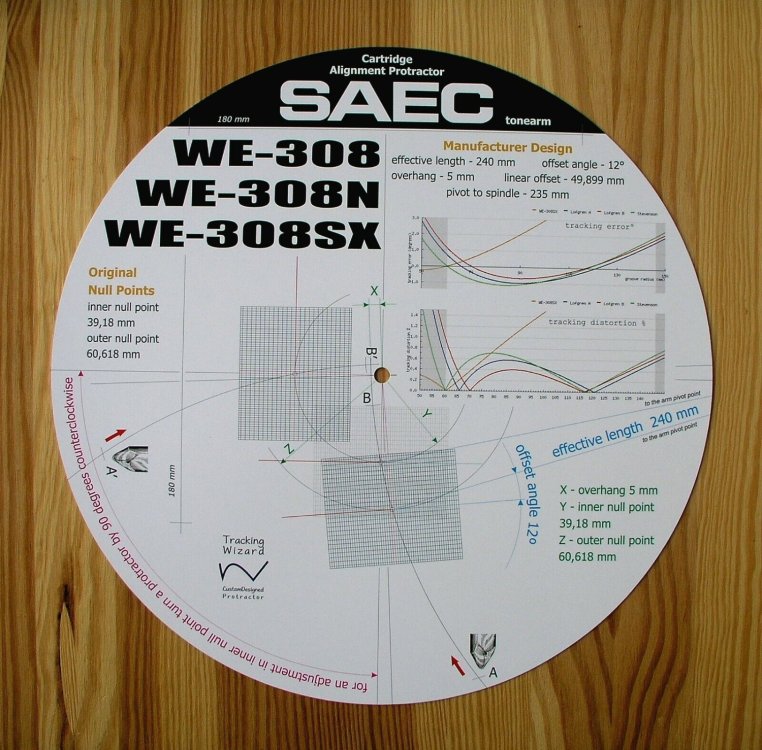 Cartridge
Alignment Protractor
SAEC
tonearm
180 mm
WE-308
WE-308N
WE-308SX
Manufacturer Design
effective length - 240 mm offset angle - 12°
overhang - 5 mm linear offset - 49,899 mm
pivot to spindle - 235 mm
tracking error°
groove radius (mm)
tracking distortion %
Original
Null Points
inner null point
39,18 mm
outer null point
60,618 mm
X
B'
B
Y
Z
to the arm pivot point
effective length 240 mm
to the arm pivot point
offset angle 12o
X - overhang 5 mm
Y - inner null point
39,18 mm
Z - outer null point
60,618 mm
A'
180 mm
Tracking
Wizard
CustomDesigned
Protractor
for an adjustment in inner null point turn a protractor by 90 degrees counterclockwise
A